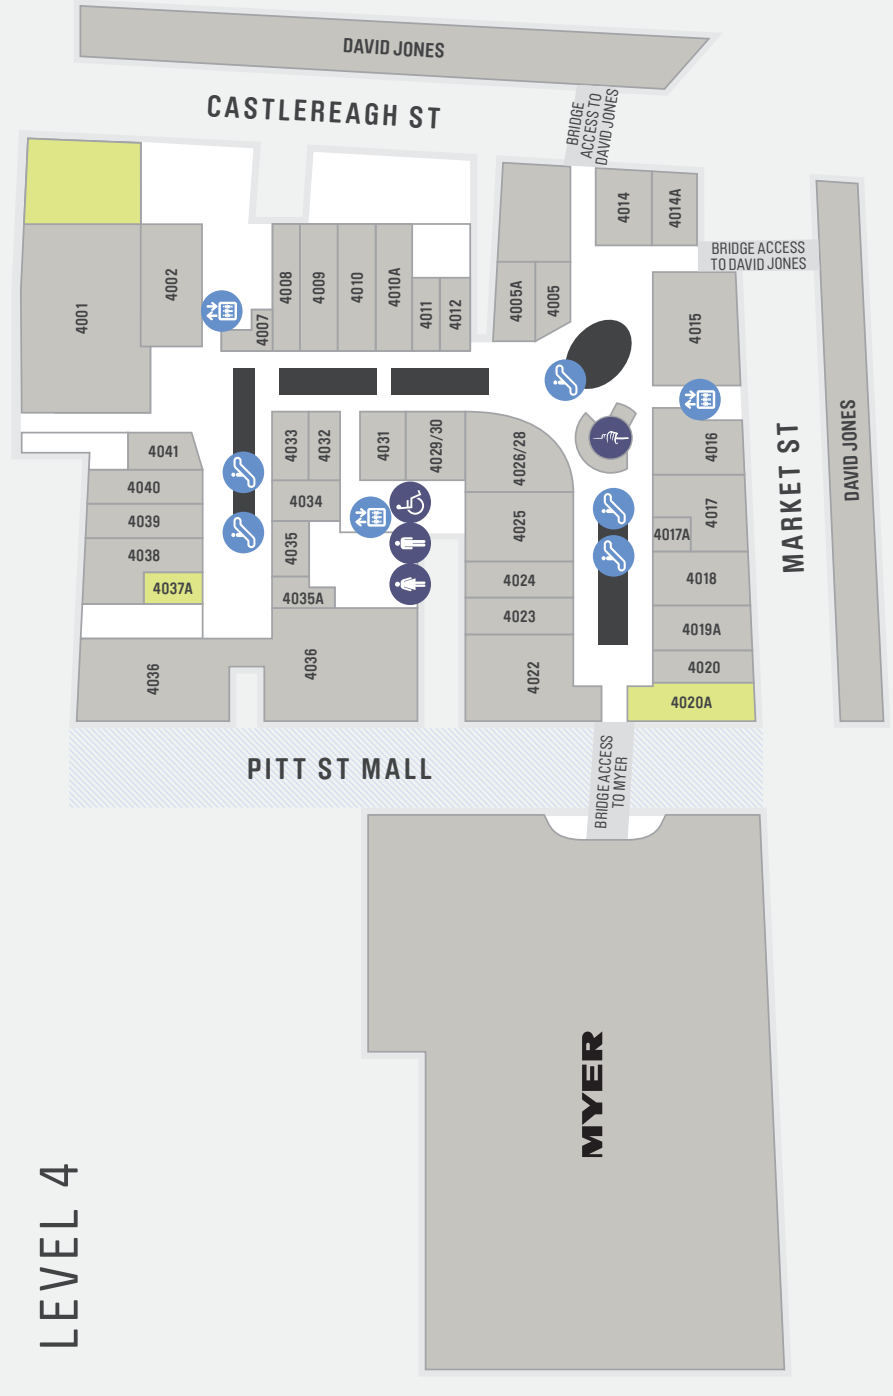 DAVID JONES
CASTLEREAGH ST
BRIDGE
ACCESS TO
DAVID JONES
4014
4014A
BRIDGE ACCESS
TO DAVID JONES
4001
4002
4007
4008
4009
4010
4010A
4011
4012
4005A
4005
4015
4041
4040
4039
4038
4037A
4033
4032
4034
4035
4035A
4031
4029/30
4026/28
4025
4024
4023
4022
4016
4017
4017A
4018
4019A
4020
4020A
4036
4036
MARKET ST
DAVID JONES
PITT ST MALL
BRIDGE ACCESS
TO MYER
MYER
LEVEL 4